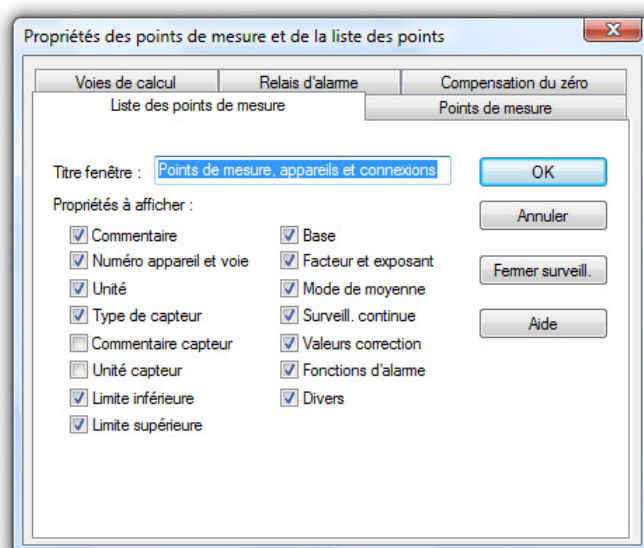 Propriétés des points de mesure et de la liste des points
Voies de calcul
Relais d'alarme
Compensation du zéro
Liste des points de mesure
Points de mesure
Titre fenêtre :
Points de mesure, appareils et connexions
OK
Propriétés à afficher :
Annuler
Commentaire
Base
Numéro appareil et voie
Facteur et exposant
Fermer surveill.
Unité
Mode de moyenne
Type de capteur
Surveill. continue
Aide
Commentaire capteur
Valeurs correction
Unité capteur
Fonctions d'alarme
Limite inférieure
Divers
Limite supérieure